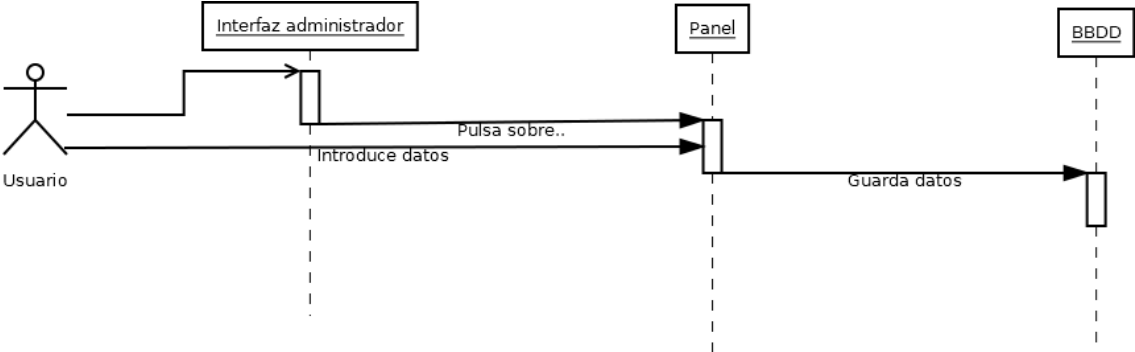 Interfaz administrador
Panel
BBDD
Pulsa sobre..
Introduce datos
Usuario
Guarda datos